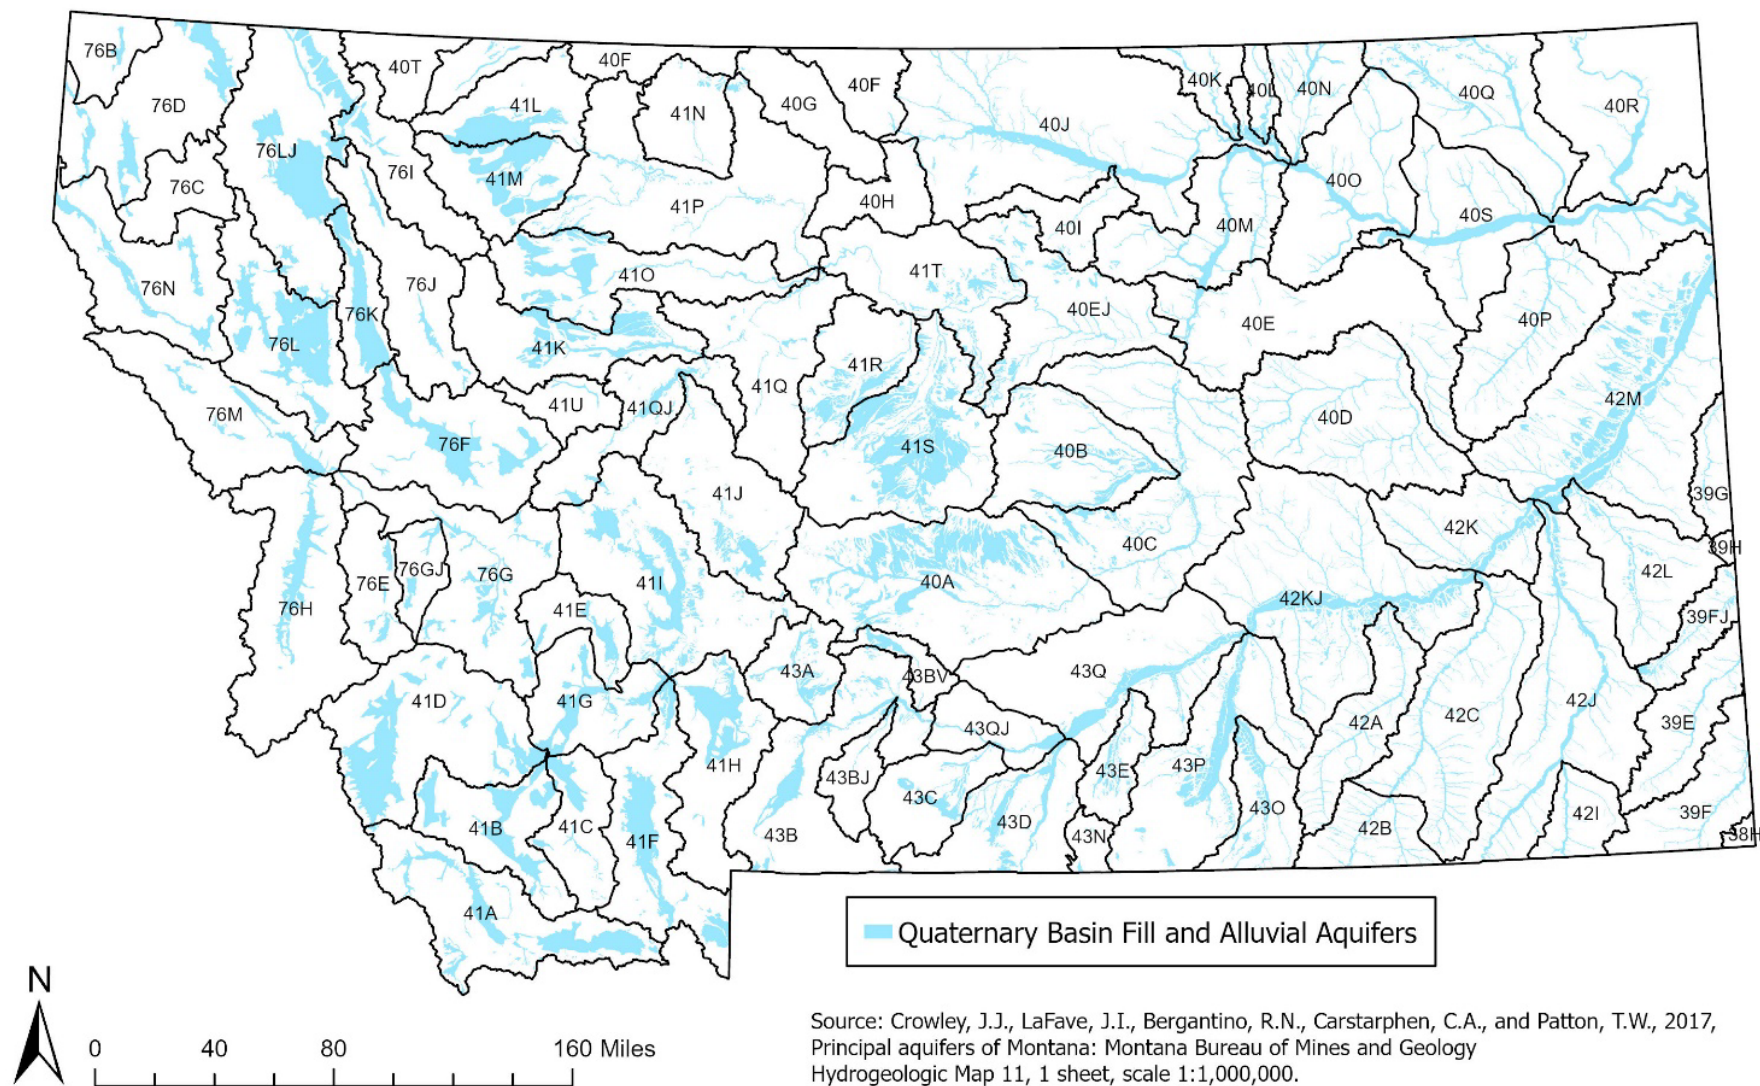 76B
40T
40F
40F
40K
40L
40N
40Q
40R
76D
41L
41N
40G
40J
76LJ
76I
76C
41M
41P
40H
40I
40M
40O
40S
76N
76J
41O
41T
40EJ
40E
40P
76K
76L
41K
41R
41Q
42M
76M
41U
41QJ
40D
76F
41S
40B
41J
39G
42K
40C
39H
76H
76E
76GJ
76G
41I
40A
42L
41E
42KJ
39FJ
41D
41G
43A
43BV
43Q
42J
41H
43QJ
42A
42C
39E
43BJ
43E
43P
43C
43D
43O
41B
41C
41F
43B
43N
42B
42I
39F
38H
41A
Quaternary Basin Fill and Alluvial Aquifers
N
0 40 80 160 Miles
Source: Crowley, J.J., LaFave, J.I., Bergantino, R.N., Carstarphen, C.A., and Patton, T.W., 2017,
Principal aquifers of Montana: Montana Bureau of Mines and Geology
Hydrogeologic Map 11, 1 sheet, scale 1:1,000,000.